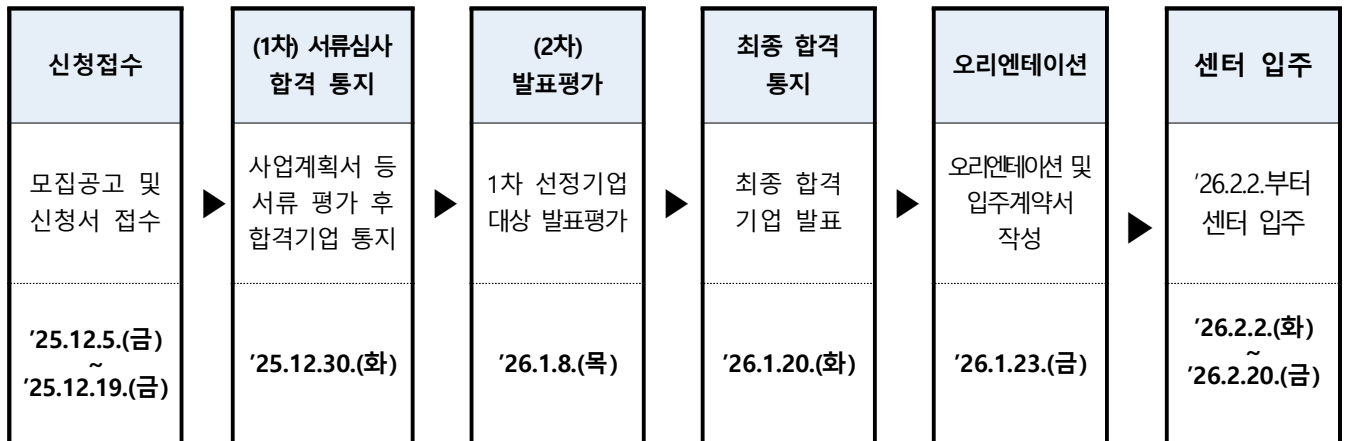 신청접수
모집공고 및
신청서 접수
'25.12.5.(금)
~
'25.12.19.(금)
▶
(1차) 서류심사
합격 통지
사업계획서 등
서류 평가 후
합격기업 통지
'25.12.30.(화)
▶
(2차)
발표평가
1차 선정기업
대상 발표평가
'26.1.8.(목)
▶
최종 합격
통지
최종 합격
기업 발표
'26.1.20.(화)
▶
오리엔테이션
오리엔테이션 및
입주계약서
작성
'26.1.23.(금)
▶
센터 입주
'26.2.2.부터
센터 입주
'26.2.2.(화)
~
'26.2.20.(금)